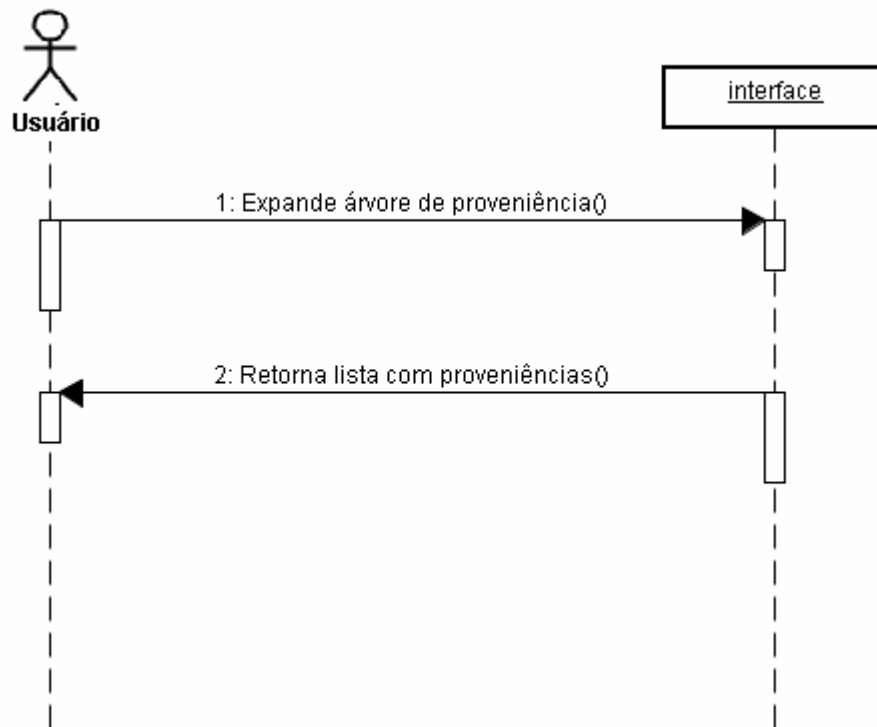 Usuário
interface
1: Expande árvore de proveniência()
2: Retorna lista com proveniências()